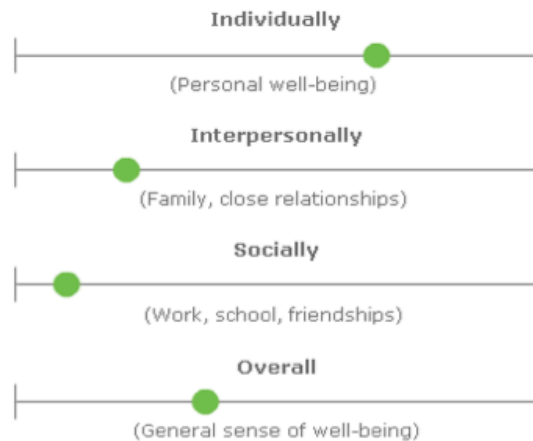 Individually
(Personal well-being)
Interpersonally
(Family, close relationships)
Socially
(Work, school, friendships)
Overall
(General sense of well-being)